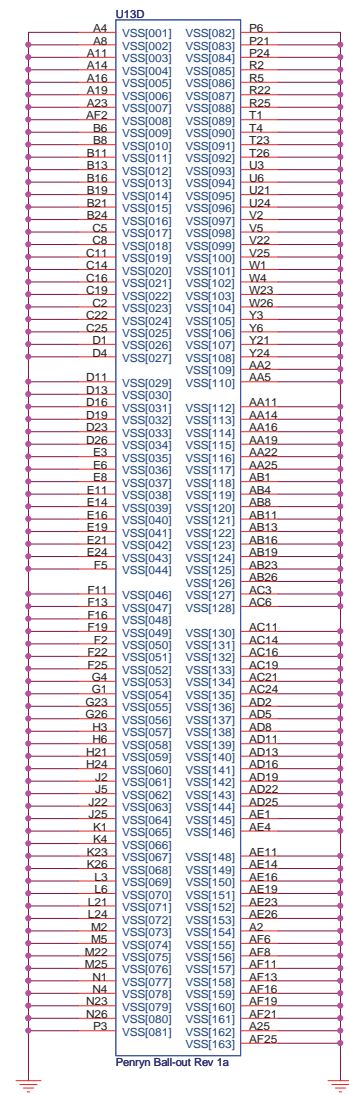 U13D
A4 VSS[001] VSS[082] P6
A8 VSS[002] VSS[083] P21
A11 VSS[003] VSS[084] P24
A14 VSS[004] VSS[085] R2
A16 VSS[005] VSS[086] R5
A19 VSS[006] VSS[087] R22
A23 VSS[007] VSS[088] R25
AF2 VSS[008] VSS[089] T1
B6 VSS[009] VSS[090] T4
B8 VSS[010] VSS[091] T23
B11 VSS[011] VSS[092] T26
B13 VSS[012] VSS[093] U3
B16 VSS[013] VSS[094] U6
B19 VSS[014] VSS[095] U21
B21 VSS[015] VSS[096] U24
B24 VSS[016] VSS[097] V2
C5 VSS[017] VSS[098] V5
C8 VSS[018] VSS[099] V22
C11 VSS[019] VSS[100] V25
C14 VSS[020] VSS[101] W1
C16 VSS[021] VSS[102] W4
C19 VSS[022] VSS[103] W23
C2 VSS[023] VSS[104] W26
C22 VSS[024] VSS[105] Y3
C25 VSS[025] VSS[106] Y6
D1 VSS[026] VSS[107] Y21
D4 VSS[027] VSS[108] Y24
VSS[109] AA2
D11 VSS[029] VSS[110] AA5
D13 VSS[030]
D16 VSS[031] VSS[112] AA11
D19 VSS[032] VSS[113] AA14
D23 VSS[033] VSS[114] AA16
D26 VSS[034] VSS[115] AA19
E3 VSS[035] VSS[116] AA22
E6 VSS[036] VSS[117] AA25
E8 VSS[037] VSS[118] AB1
E11 VSS[038] VSS[119] AB4
E14 VSS[039] VSS[120] AB8
E16 VSS[040] VSS[121] AB11
E19 VSS[041] VSS[122] AB13
E21 VSS[042] VSS[123] AB16
E24 VSS[043] VSS[124] AB19
F5 VSS[044] VSS[125] AB23
VSS[126] AB26
F11 VSS[046] VSS[127] AC3
F13 VSS[047] VSS[128] AC6
F16 VSS[048]
F19 VSS[049] VSS[130] AC11
F2 VSS[050] VSS[131] AC14
F22 VSS[051] VSS[132] AC16
F25 VSS[052] VSS[133] AC19
G4 VSS[053] VSS[134] AC21
G1 VSS[054] VSS[135] AC24
G23 VSS[055] VSS[136] AD2
G26 VSS[056] VSS[137] AD5
H3 VSS[057] VSS[138] AD8
H6 VSS[058] VSS[139] AD11
H21 VSS[059] VSS[140] AD13
H24 VSS[060] VSS[141] AD16
J2 VSS[061] VSS[142] AD19
J5 VSS[062] VSS[143] AD22
J22 VSS[063] VSS[144] AD25
J25 VSS[064] VSS[145] AE1
K1 VSS[065] VSS[146] AE4
K4 VSS[066]
K23 VSS[067] VSS[148] AE11
K26 VSS[068] VSS[149] AE14
L3 VSS[069] VSS[150] AE16
L6 VSS[070] VSS[151] AE19
L21 VSS[071] VSS[152] AE23
L24 VSS[072] VSS[153] AE26
M2 VSS[073] VSS[154] A2
M5 VSS[074] VSS[155] AF6
M22 VSS[075] VSS[156] AF8
M25 VSS[076] VSS[157] AF11
N1 VSS[077] VSS[158] AF13
N4 VSS[078] VSS[159] AF16
N23 VSS[079] VSS[160] AF19
N26 VSS[080] VSS[161] AF21
P3 VSS[081] VSS[162] A25
VSS[163] AF25
Penryn Ball-out Rev 1a